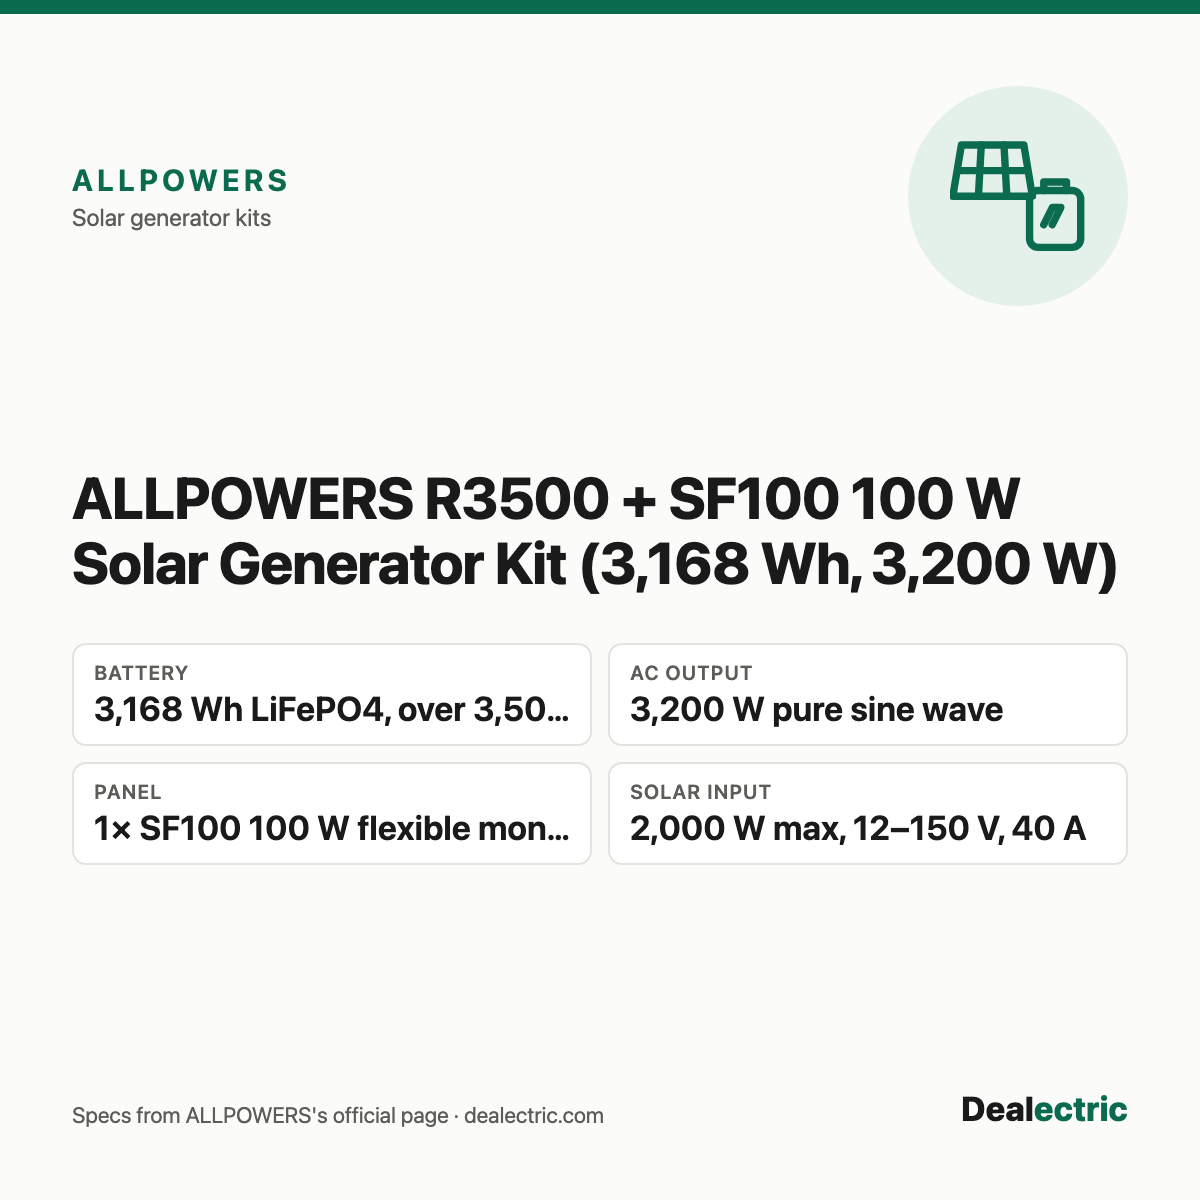 ALLPOWERS
Solar generator kits
ALLPOWERS R3500 + SF100 100 W
Solar Generator Kit (3,168 Wh, 3,200 W)
BATTERY
3,168 Wh LiFePO4, over 3,50...
AC OUTPUT
3,200 W pure sine wave
PANEL
1× SF100 100 W flexible mon...
SOLAR INPUT
2,000 W max, 12–150 V, 40 A
Specs from ALLPOWERS's official page · dealectric.com
Dealectric